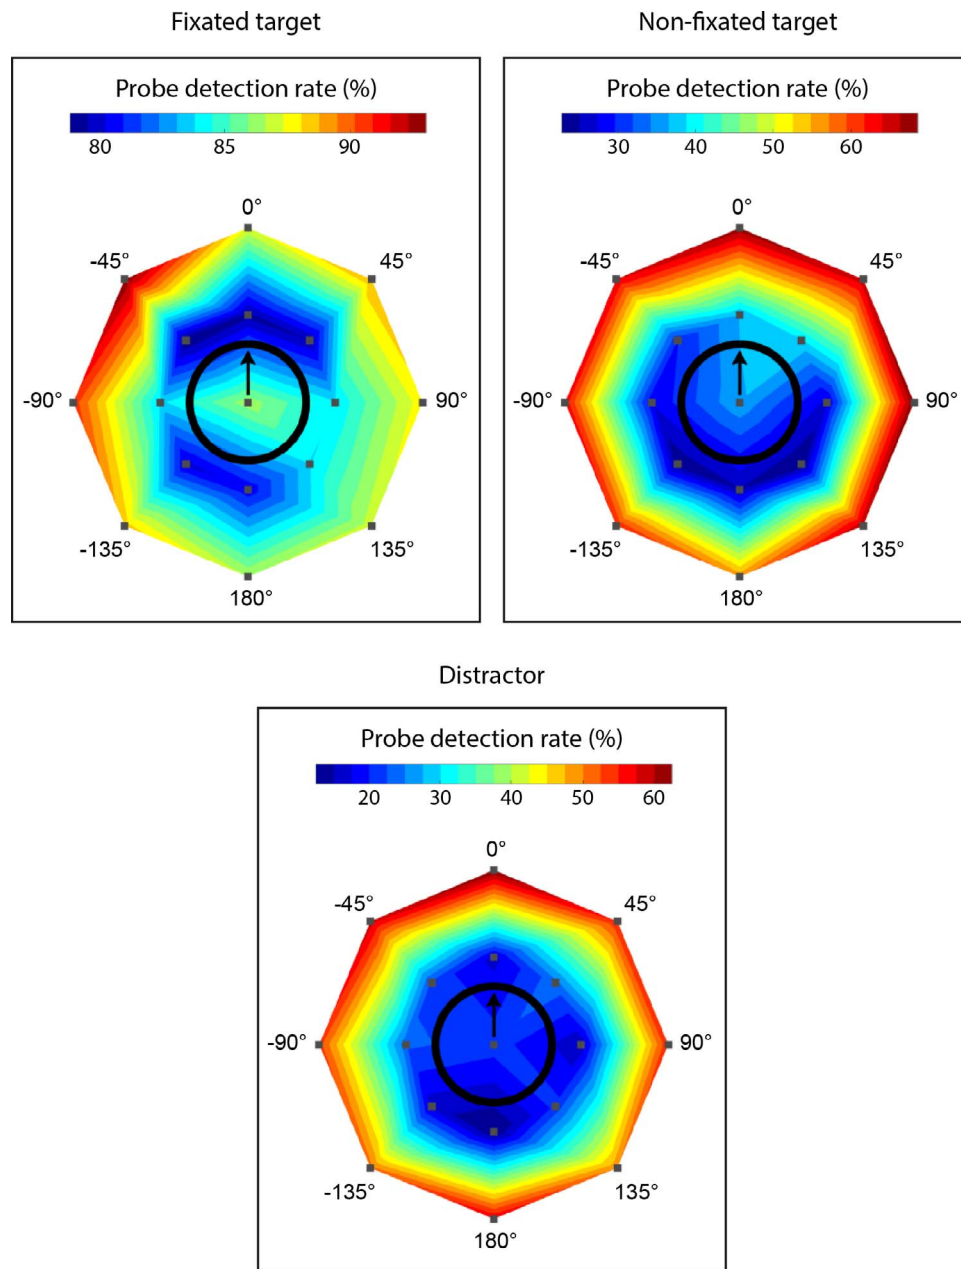 Fixated target
Non-fixated target
Probe detection rate (%)
80 85 90
0°
-45° 45°
-90° 90°
-135° 135°
180°
Probe detection rate (%)
30 40 50 60
0°
-45° 45°
-90° 90°
-135° 135°
180°
Distractor
Probe detection rate (%)
20 30 40 50 60
0°
-45° 45°
-90° 90°
-135° 135°
180°